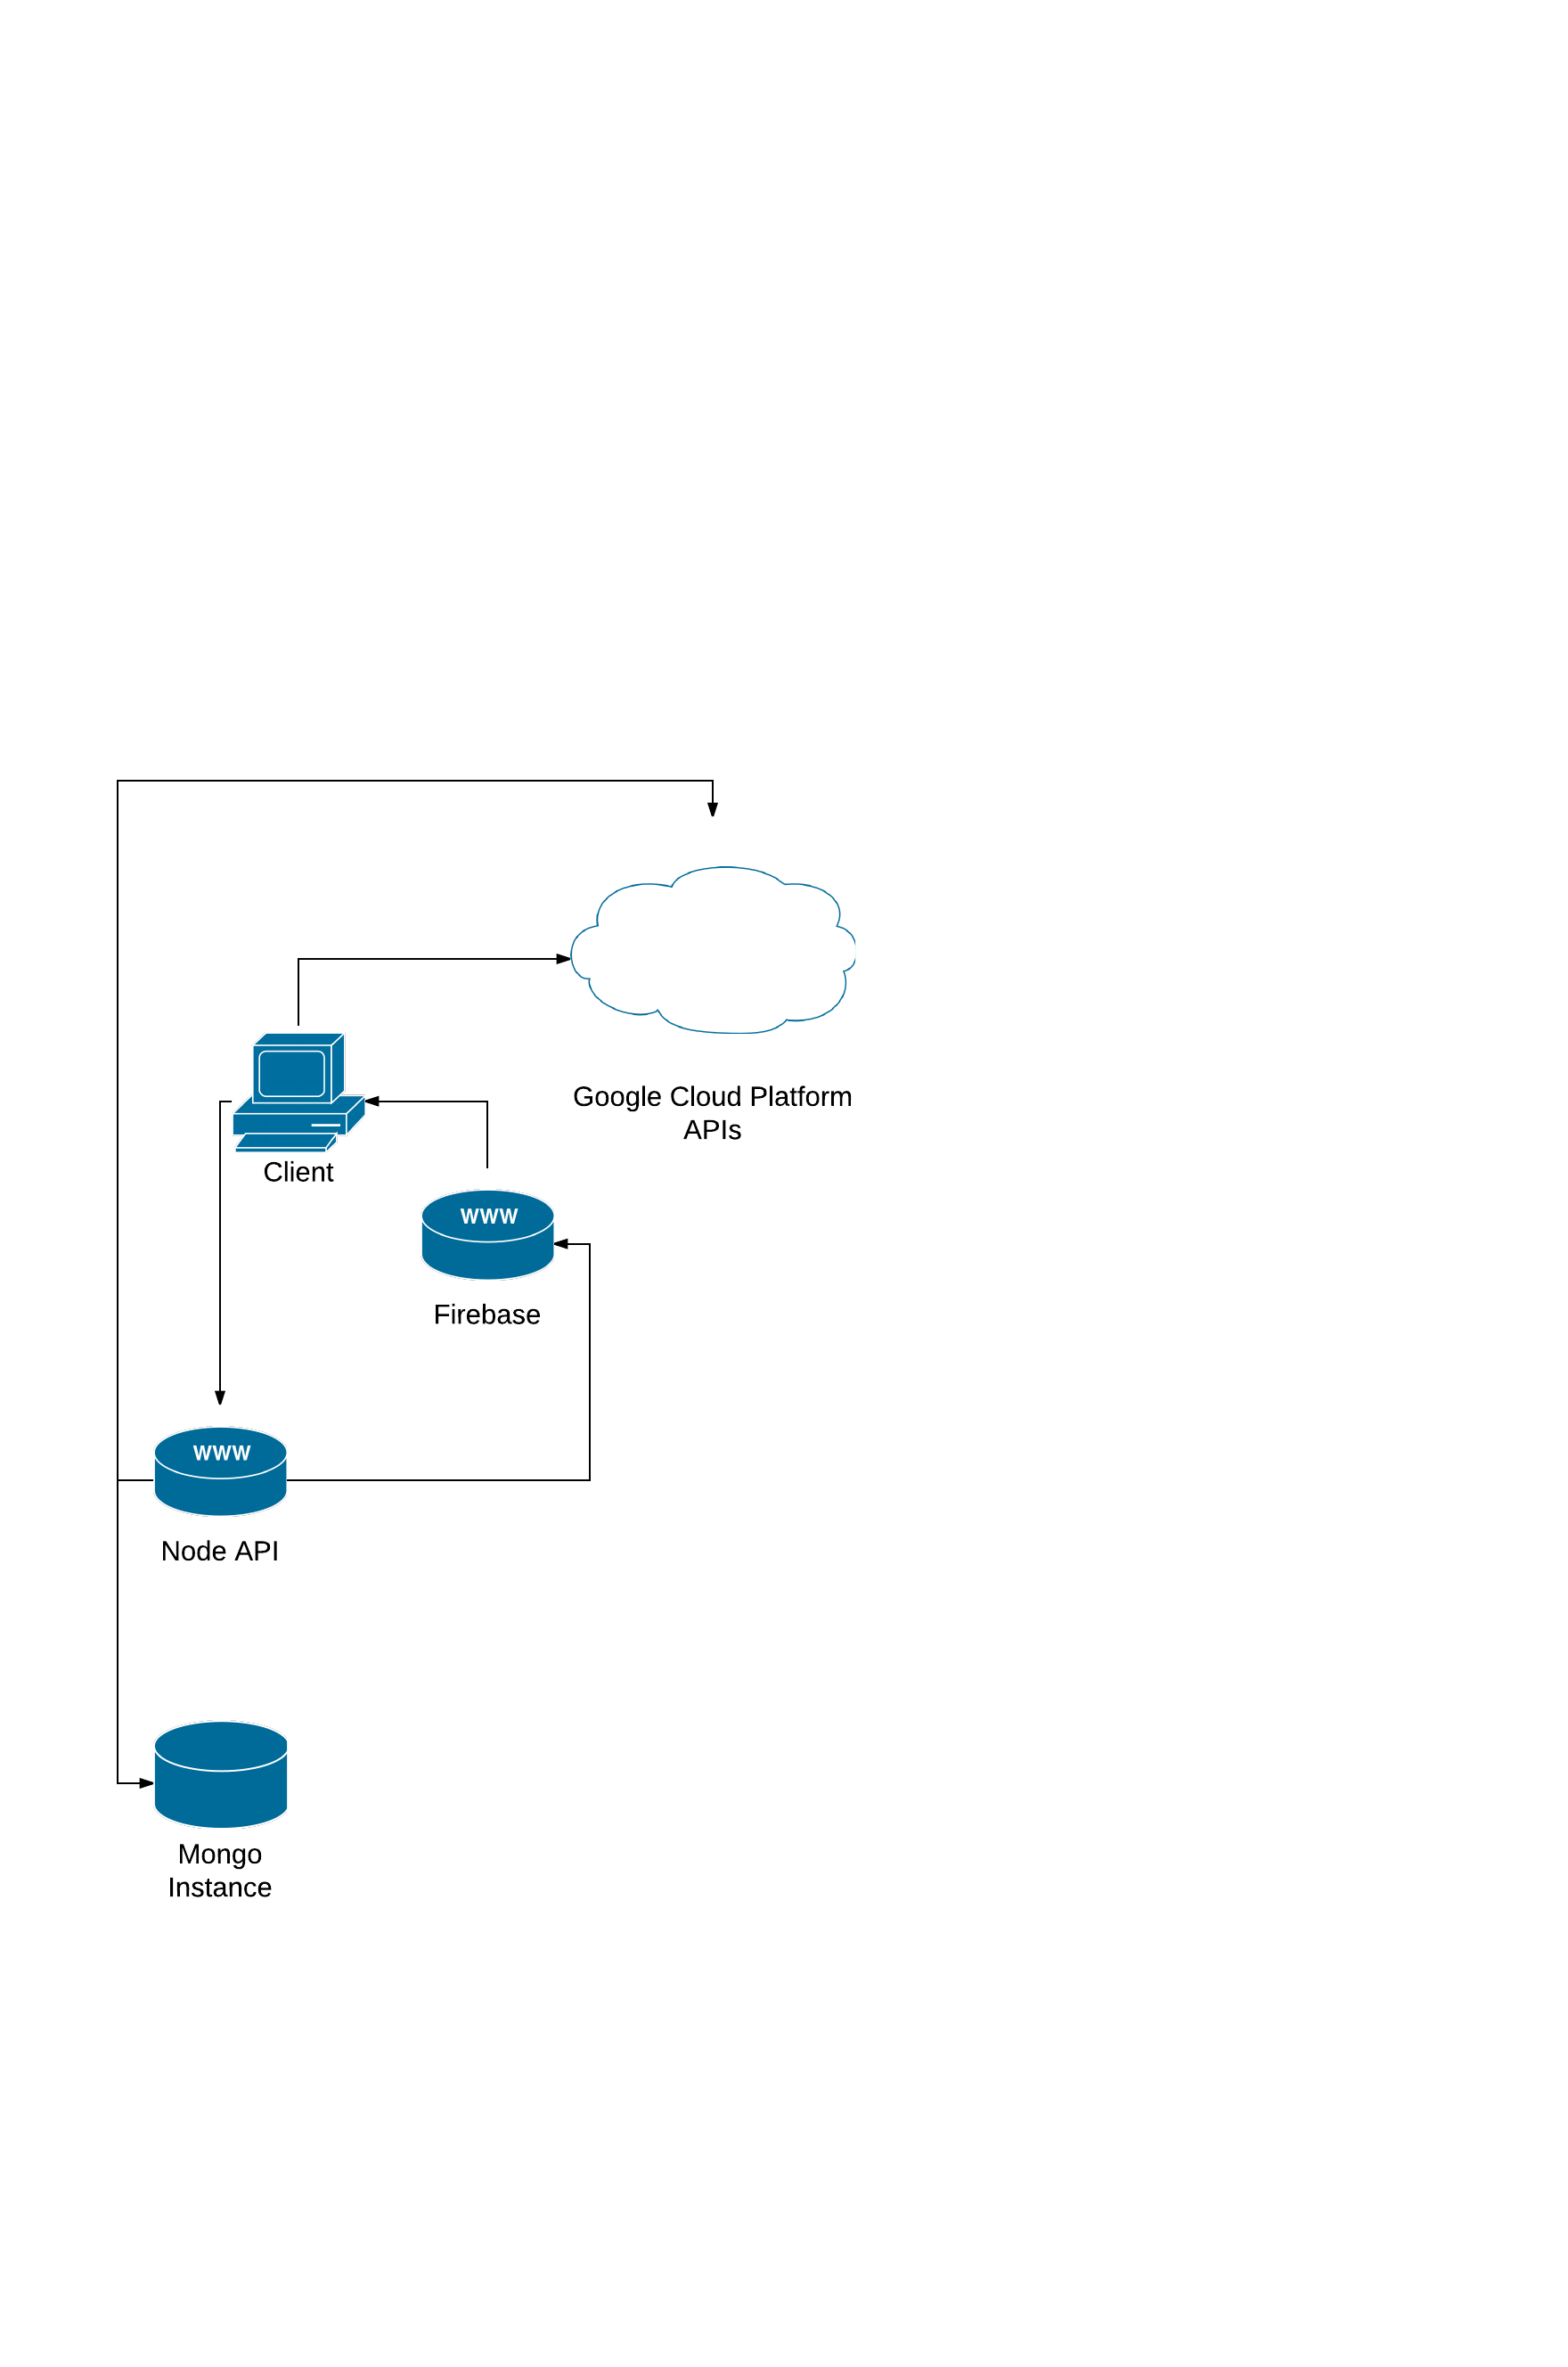 Google Cloud Platform
APIs
Client
WWW
Firebase
WWW
Node API
Mongo
Instance